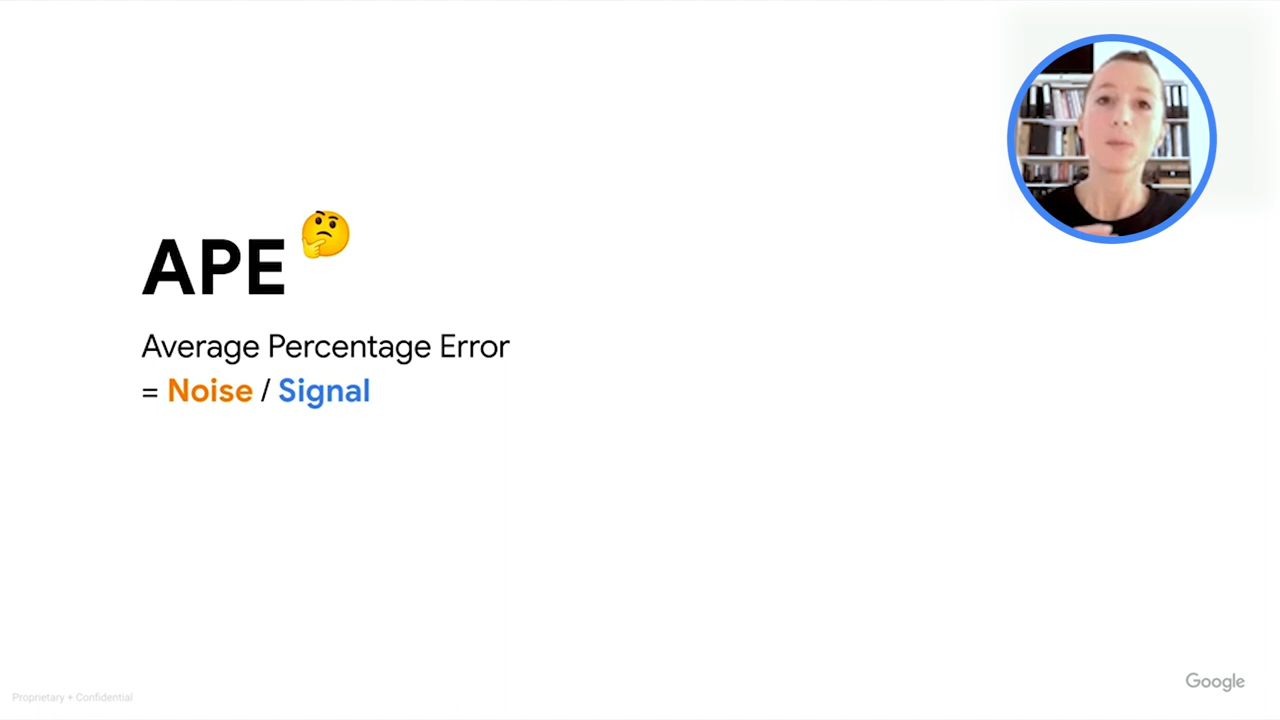 APE 🤔
Average Percentage Error
= Noise / Signal
Proprietary + Confidential
Google